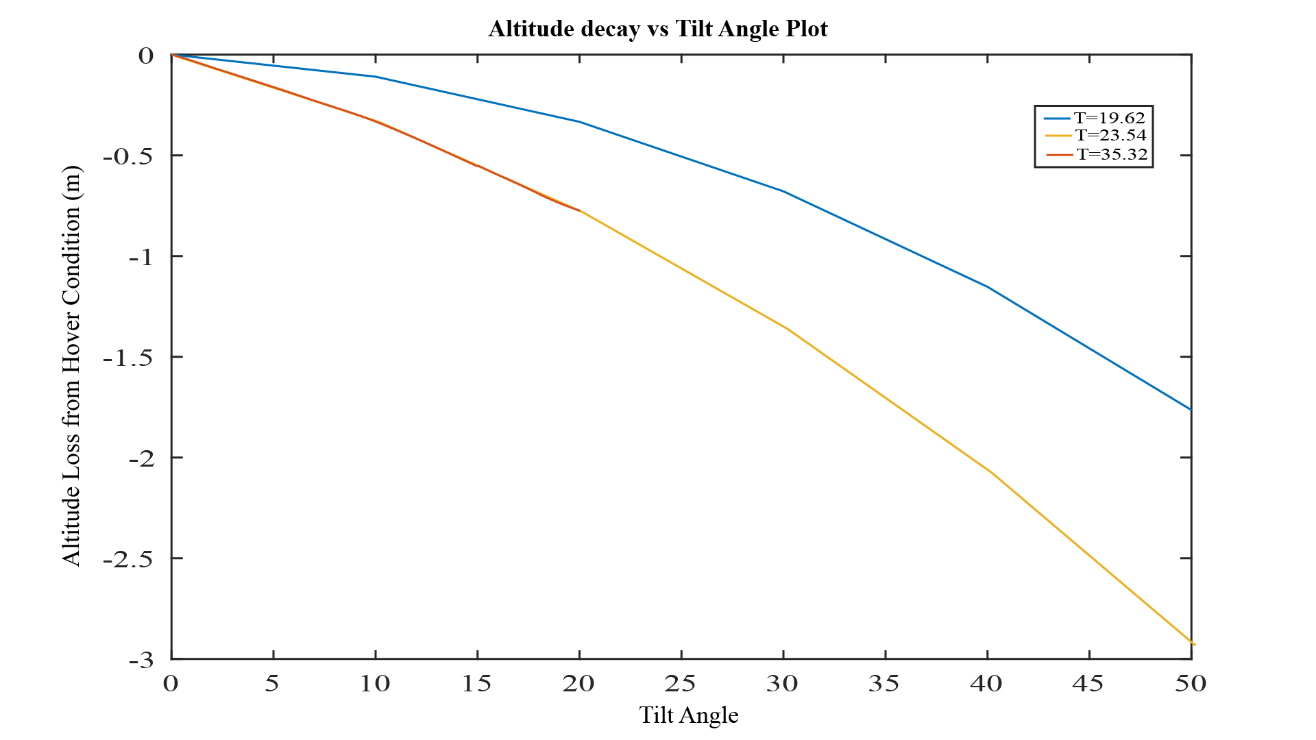 Altitude decay vs Tilt Angle Plot
0
-0.5
-1
-1.5
-2
-2.5
-3
Altitude Loss from Hover Condition (m)
T=19.62
T=23.54
T=35.32
0 5 10 15 20 25 30 35 40 45 50
Tilt Angle